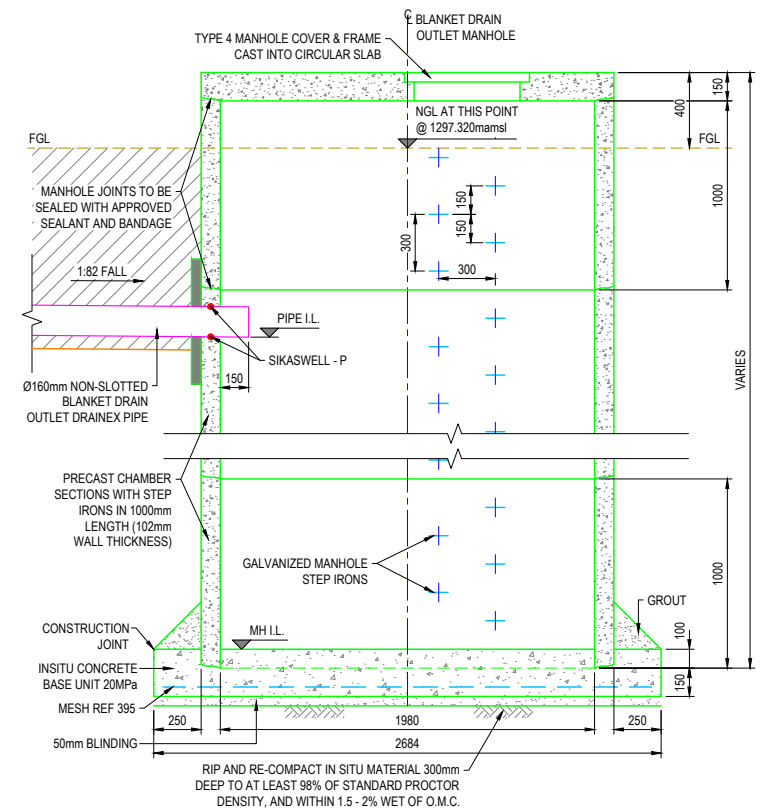 ℄ BLANKET DRAIN
OUTLET MANHOLE
TYPE 4 MANHOLE COVER & FRAME
CAST INTO CIRCULAR SLAB
150
400
NGL AT THIS POINT
@ 1297.320mamsl
FGL
FGL
MANHOLE JOINTS TO BE
SEALED WITH APPROVED
SEALANT AND BANDAGE
150
150
300
300
1000
1:82 FALL
PIPE I.L.
SIKASWELL - P
150
Ø160mm NON-SLOTTED
BLANKET DRAIN
OUTLET DRAINEX PIPE
VARIES
PRECAST CHAMBER
SECTIONS WITH STEP
IRONS IN 1000mm
LENGTH (102mm
WALL THICKNESS)
GALVANIZED MANHOLE
STEP IRONS
1000
GROUT
CONSTRUCTION
JOINT
MH I.L.
100
INSITU CONCRETE
BASE UNIT 20MPa
150
MESH REF 395
250
1980
250
50mm BLINDING
2684
RIP AND RE-COMPACT IN SITU MATERIAL 300mm
DEEP TO AT LEAST 98% OF STANDARD PROCTOR
DENSITY, AND WITHIN 1.5 - 2% WET OF O.M.C.